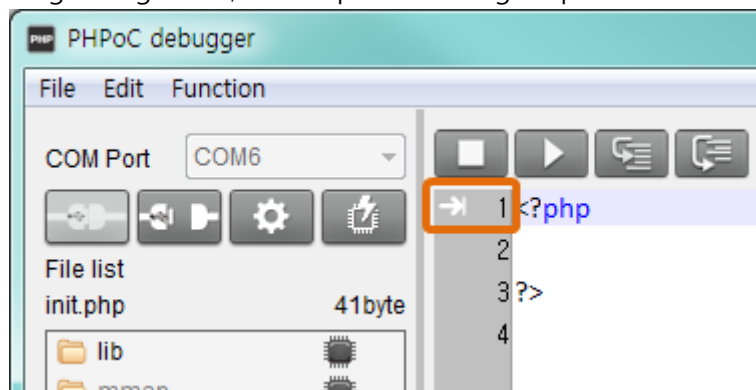 PHP PHPoC debugger
File Edit Function
COM Port COM6
File list
init.php 41byte
lib
1 <?php
2
3 ?>
4